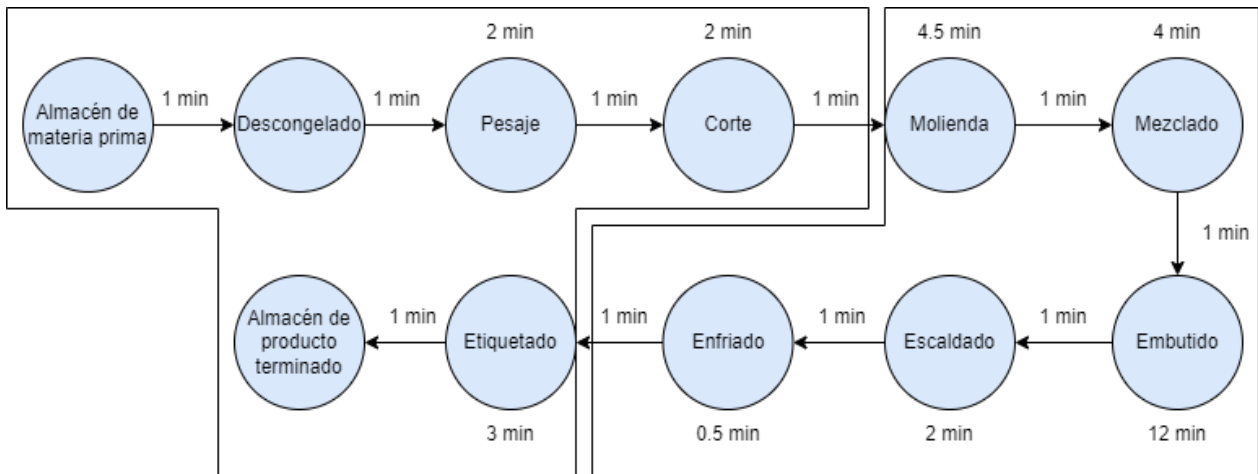 2 min
2 min
4.5 min
4 min
Almacén de
materia prima
1 min
Descongelado
1 min
Pesaje
1 min
Corte
1 min
Molienda
1 min
Mezclado
1 min
Almacén de
producto
terminado
1 min
Etiquetado
1 min
Enfriado
1 min
Escaldado
1 min
Embutido
3 min
0.5 min
2 min
12 min